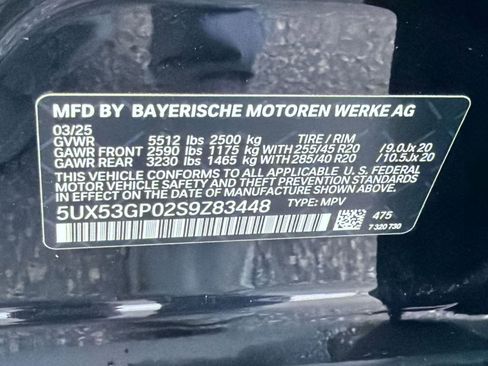 MFD BY BAYERISCHE MOTOREN WERKE AG
03/25
GVWR 5512 lbs 2500 kg TIRE / RIM
GAWR FRONT 2590 lbs 1175 kg WITH 255/45 R20 / 9.0Jx20
GAWR REAR 3230 lbs 1465 kg WITH 285/40 R20 / 10.5Jx20
THIS VEHICLE CONFORMS TO ALL APPLICABLE U.S. FEDERAL
MOTOR VEHICLE SAFETY STANDARDS
IN EFFECT ON THE DATE OF MANUFACTURE SHOWN ABOVE.
5UX53GP02S9Z83448 TYPE: MPV
475
7 320 730